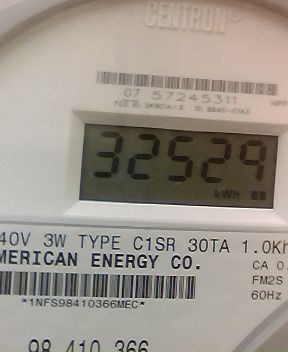 CENTRON®
07 57245311
32529
kWh
40V 3W TYPE C1SR 30TA 1.0Kh
MERICAN ENERGY CO.
CA 0.
FM2S
60Hz
*1NFS98410366MEC*
98 410 366